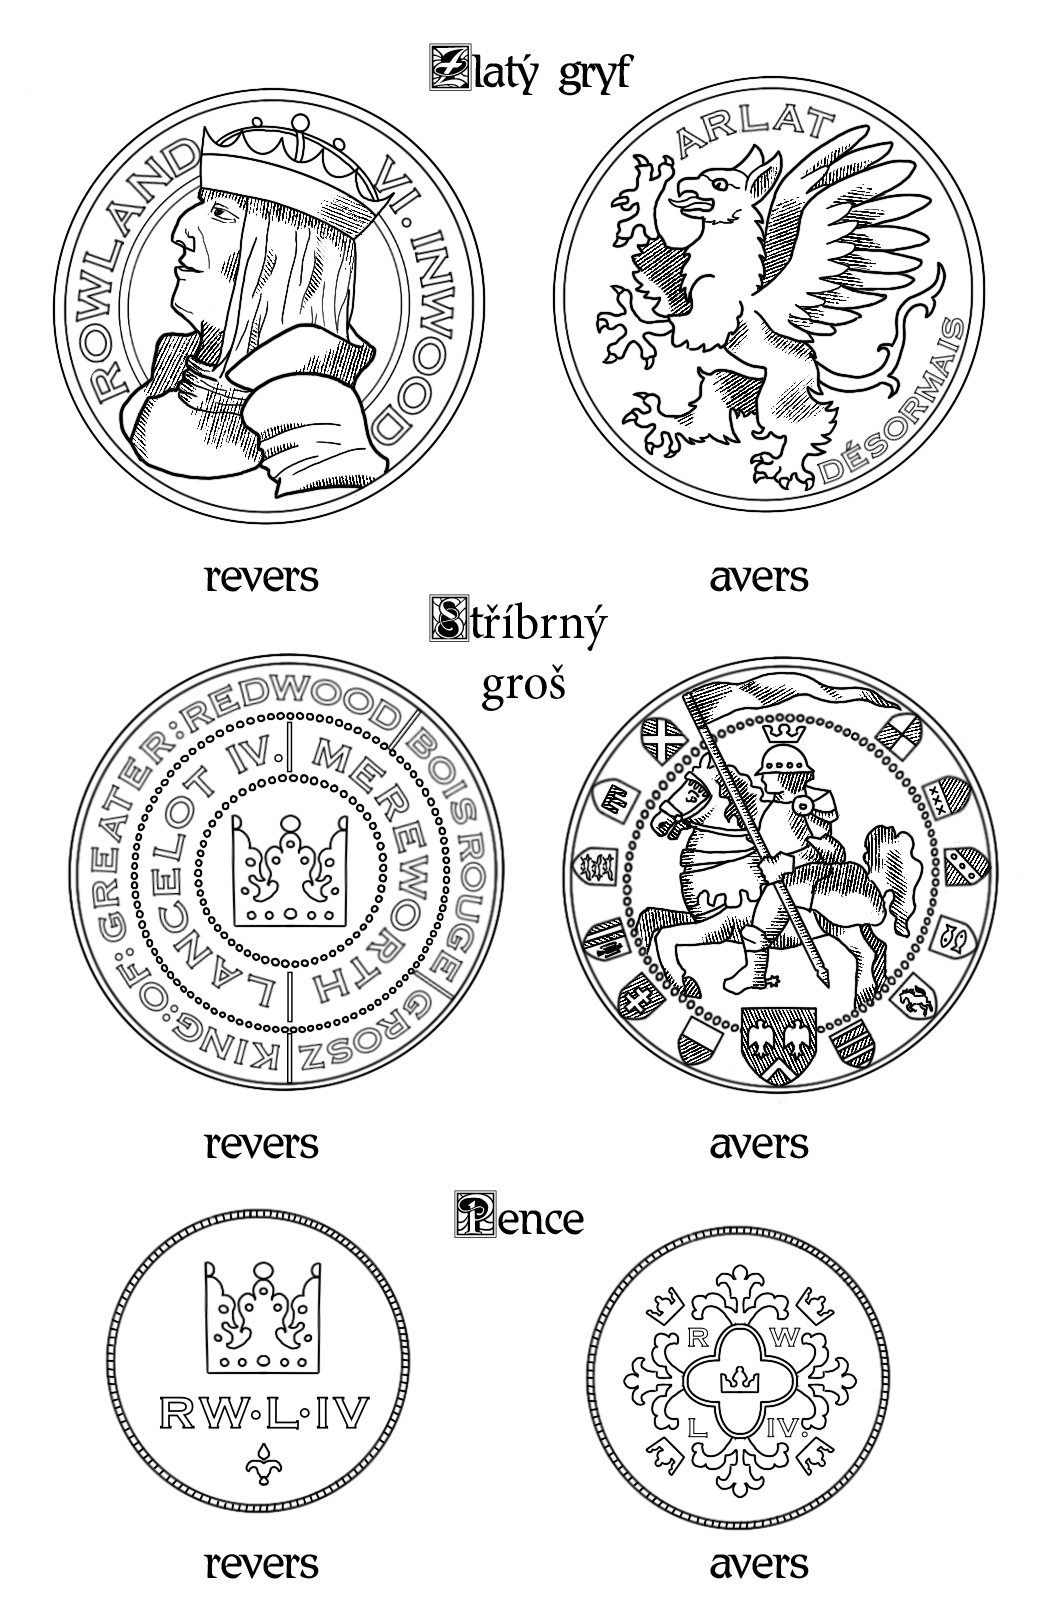 Zlatý gryf
ROWLAND VI. INWOOD
ARLAT
DÉSORMAIS
revers
avers
Stříbrný
groš
KING:OF:GREATER:REDWOOD
BOIS ROUGE
GROSZ
LANCELOT IV.
MEREWORTH
revers
avers
Pence
RW·L·IV
R W
L IV.
revers
avers